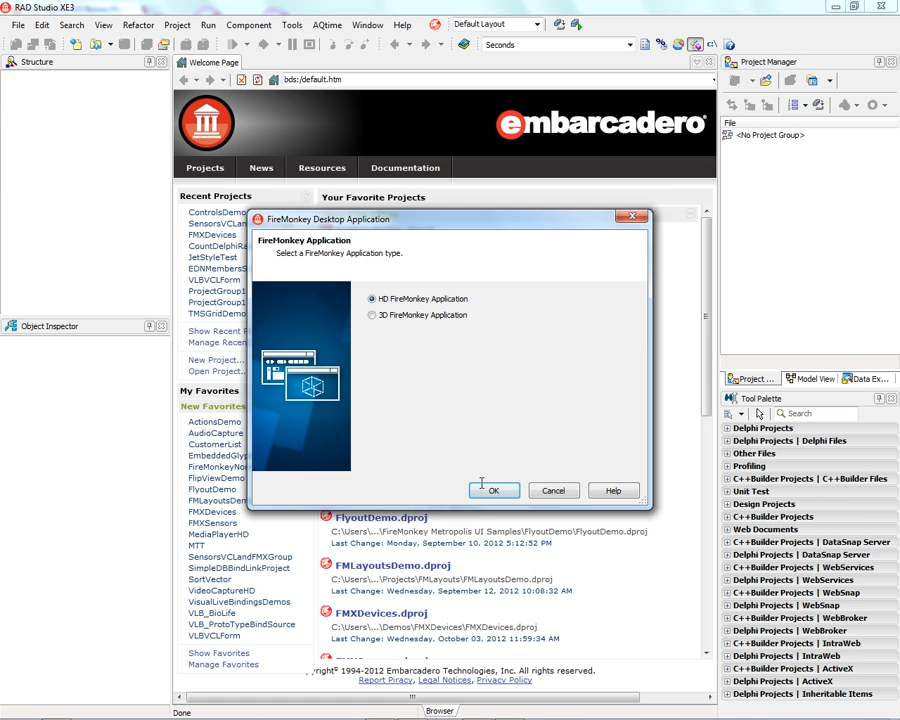 RAD Studio XE3
File Edit Search View Refactor Project Run Component Tools AQtime Window Help
Default Layout
Seconds
Structure
Welcome Page
bds:/default.htm
embarcadero
Projects News Resources Documentation
Recent Projects
Your Favorite Projects
ControlsDemo
SensorsVCLand
FMXDevices
CountDelphiRa
JetStyleTest
EDNMembersS
VLBVCLForm
ProjectGroup1
ProjectGroup1
TMSGridDemo
Show Recent P
Manage Recen
New Project...
Open Project...
My Favorites
New Favorites
ActionsDemo
AudioCapture
CustomerList
EmbeddedGlyp
FireMonkeyNo
FlipViewDemo
FlyoutDemo
FMLayoutsDem
FMXDevices
FMXSensors
MediaPlayerHD
MTT
SensorsVCLandFMXGroup
SimpleDBBindLinkProject
SortVector
VideoCaptureHD
VisualLiveBindingsDemos
VLB_BioLife
VLB_ProtoTypeBindSource
VLBVCLForm
Show Favorites
Manage Favorites
FireMonkey Desktop Application
FireMonkey Application
Select a FireMonkey Application type.
HD FireMonkey Application
3D FireMonkey Application
OK Cancel Help
FlyoutDemo.dproj
C:\Users\...\FireMonkey Metropolis UI Samples\FlyoutDemo\FlyoutDemo.dproj
Last Change: Monday, September 10, 2012 5:12:52 PM
FMLayoutsDemo.dproj
C:\Users\...\Projects\FMLayoutsDemo.dproj
Last Change: Wednesday, September 12, 2012 10:08:32 AM
FMXDevices.dproj
C:\Users\...\Demos\FMXDevices\FMXDevices.dproj
Last Change: Wednesday, October 03, 2012 11:59:34 AM
pyright© 1994-2012 Embarcadero Technologies, Inc. All rights reserved.
Report Piracy, Legal Notices, Privacy Policy
Done
Browser
Object Inspector
Project Manager
File
<No Project Group>
Project ... Model View Data Ex...
Tool Palette
Search
Delphi Projects
Delphi Projects | Delphi Files
Other Files
Profiling
C++Builder Projects | C++Builder Files
Unit Test
Design Projects
C++Builder Projects
Web Documents
C++Builder Projects | DataSnap Server
Delphi Projects | DataSnap Server
C++Builder Projects | WebServices
Delphi Projects | WebServices
C++Builder Projects | WebSnap
Delphi Projects | WebSnap
C++Builder Projects | WebBroker
Delphi Projects | WebBroker
C++Builder Projects | IntraWeb
Delphi Projects | IntraWeb
C++Builder Projects | ActiveX
Delphi Projects | ActiveX
Delphi Projects | Inheritable Items